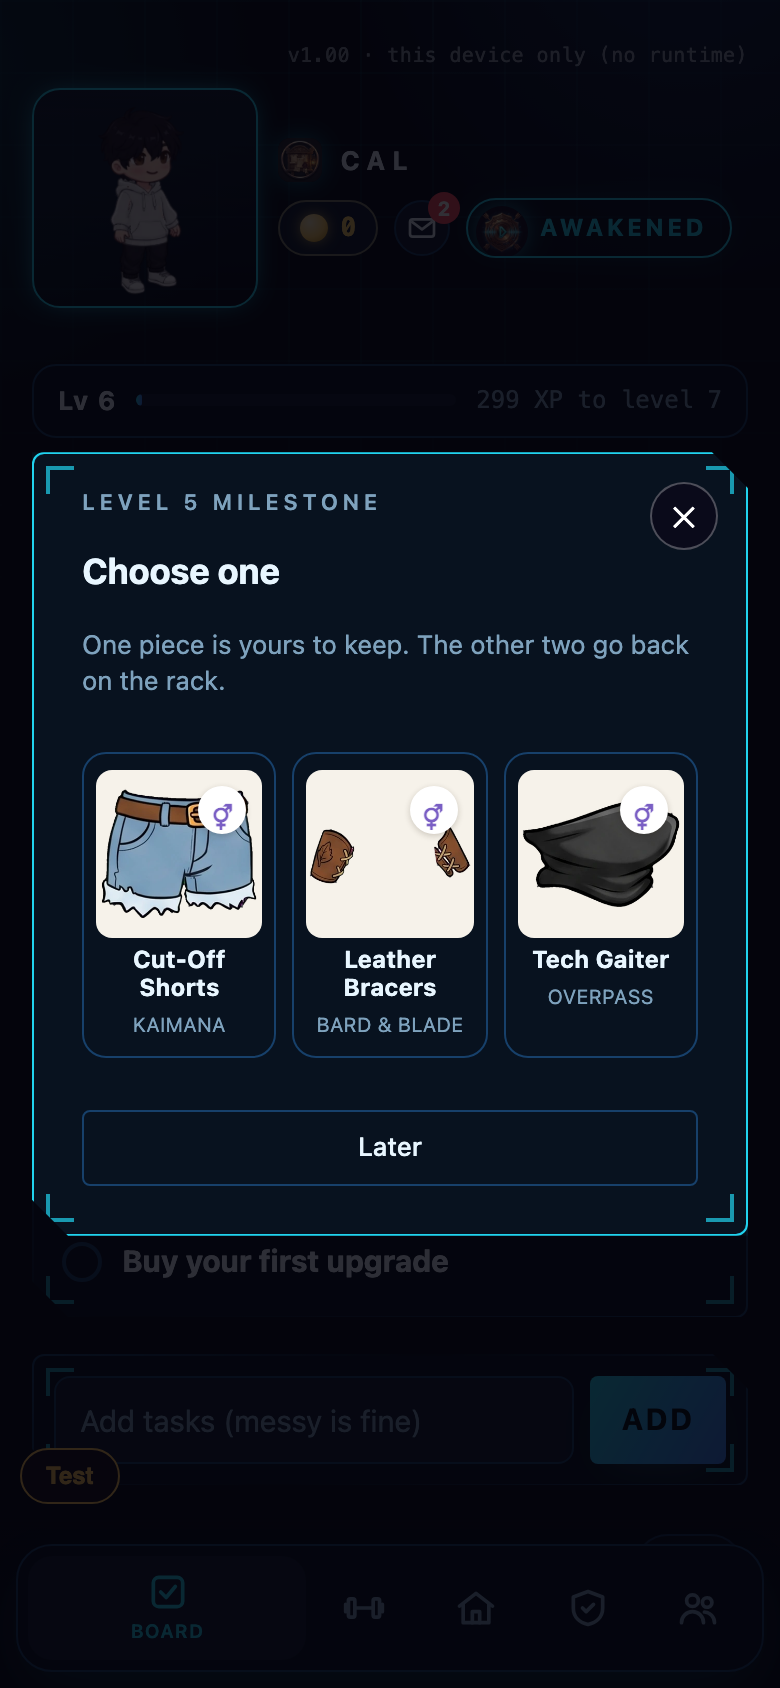 v1.00 · this device only (no runtime)
CAL
0
2
AWAKENED
Lv 6
299 XP to level 7
LEVEL 5 MILESTONE
Choose one
One piece is yours to keep. The other two go back
on the rack.
Cut-Off
Shorts
KAIMANA
Leather
Bracers
BARD & BLADE
Tech Gaiter
OVERPASS
Later
Buy your first upgrade
Add tasks (messy is fine)
ADD
Test
BOARD